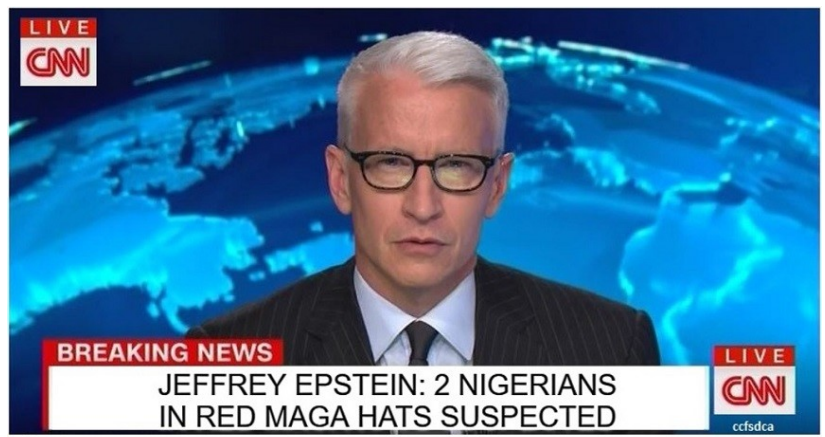 LIVE
CNN
BREAKING NEWS
JEFFREY EPSTEIN: 2 NIGERIANS
IN RED MAGA HATS SUSPECTED
LIVE
CNN
ccfsdca